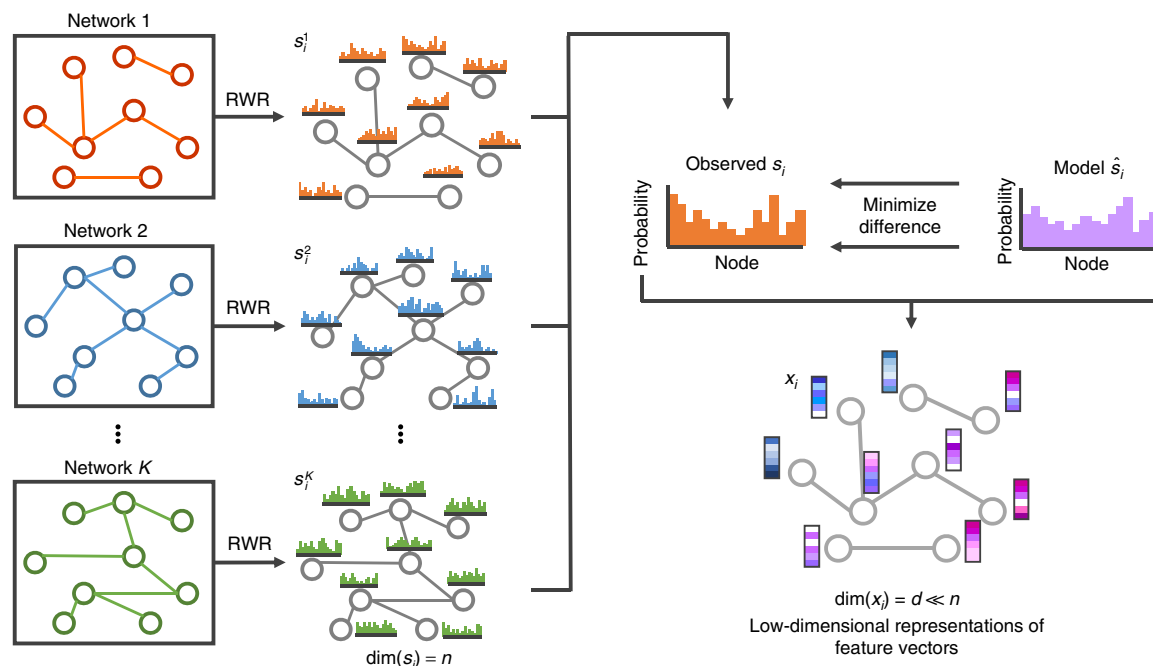 Network 1
RWR
s_i^1
Network 2
RWR
s_i^2
Network K
RWR
s_i^K
dim(s_i) = n
Observed s_i
Probability
Node
Minimize
difference
Model ŝ_i
Probability
Node
x_i
dim(x_i) = d ≪ n
Low-dimensional representations of
feature vectors